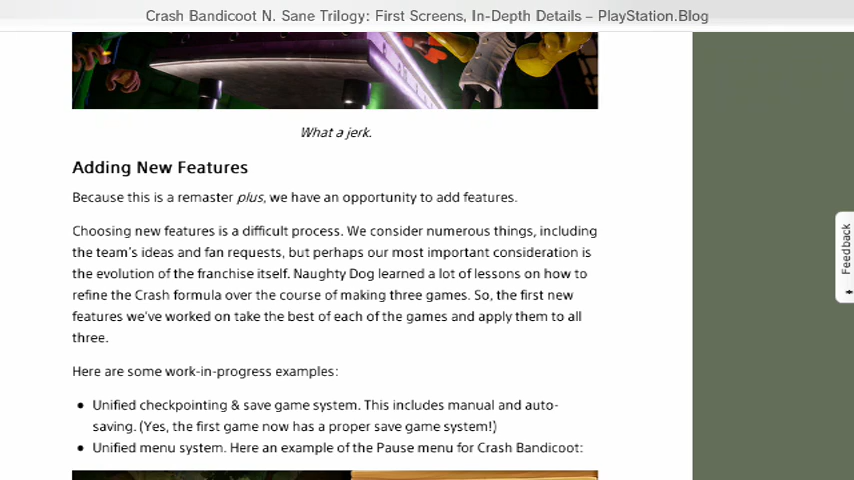 Crash Bandicoot N. Sane Trilogy: First Screens, In-Depth Details – PlayStation.Blog
What a jerk.
Adding New Features
Because this is a remaster plus, we have an opportunity to add features.
Choosing new features is a difficult process. We consider numerous things, including
the team's ideas and fan requests, but perhaps our most important consideration is
the evolution of the franchise itself. Naughty Dog learned a lot of lessons on how to
refine the Crash formula over the course of making three games. So, the first new
features we've worked on take the best of each of the games and apply them to all
three.
Here are some work-in-progress examples:
● Unified checkpointing & save game system. This includes manual and auto-
saving. (Yes, the first game now has a proper save game system!)
● Unified menu system. Here an example of the Pause menu for Crash Bandicoot:
Feedback